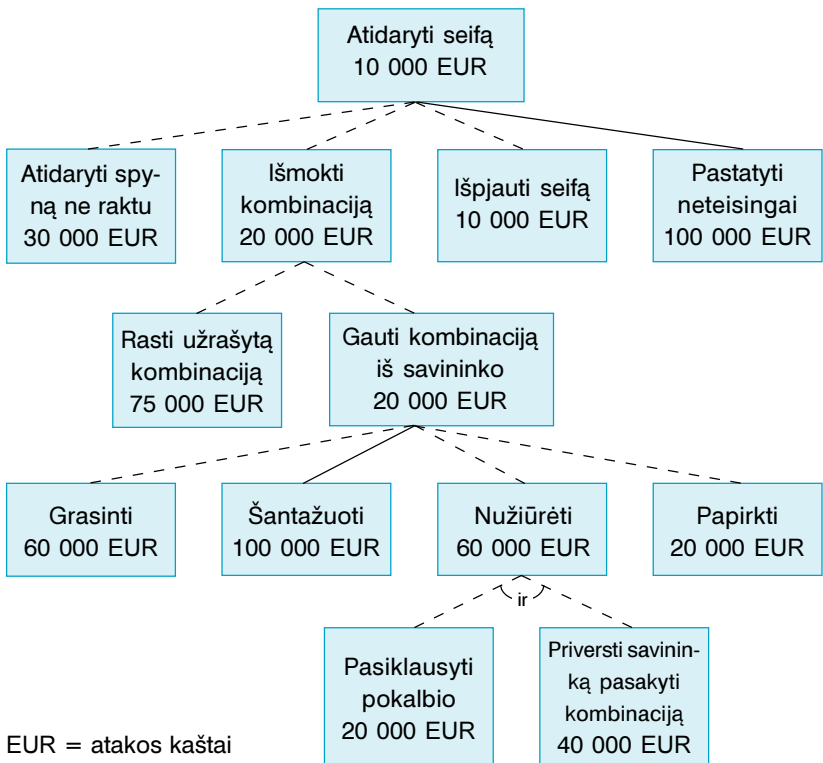 Atidaryti seifą
10 000 EUR
Atidaryti spy-
ną ne raktu
30 000 EUR
Išmokti
kombinaciją
20 000 EUR
Išpjauti seifą
10 000 EUR
Pastatyti
neteisingai
100 000 EUR
Rasti užrašytą
kombinaciją
75 000 EUR
Gauti kombinaciją
iš savininko
20 000 EUR
Grasinti
60 000 EUR
Šantažuoti
100 000 EUR
Nužiūrėti
60 000 EUR
Papirkti
20 000 EUR
ir
Pasiklausyti
pokalbio
20 000 EUR
Priversti savinin-
ką pasakyti
kombinaciją
40 000 EUR
EUR = atakos kaštai